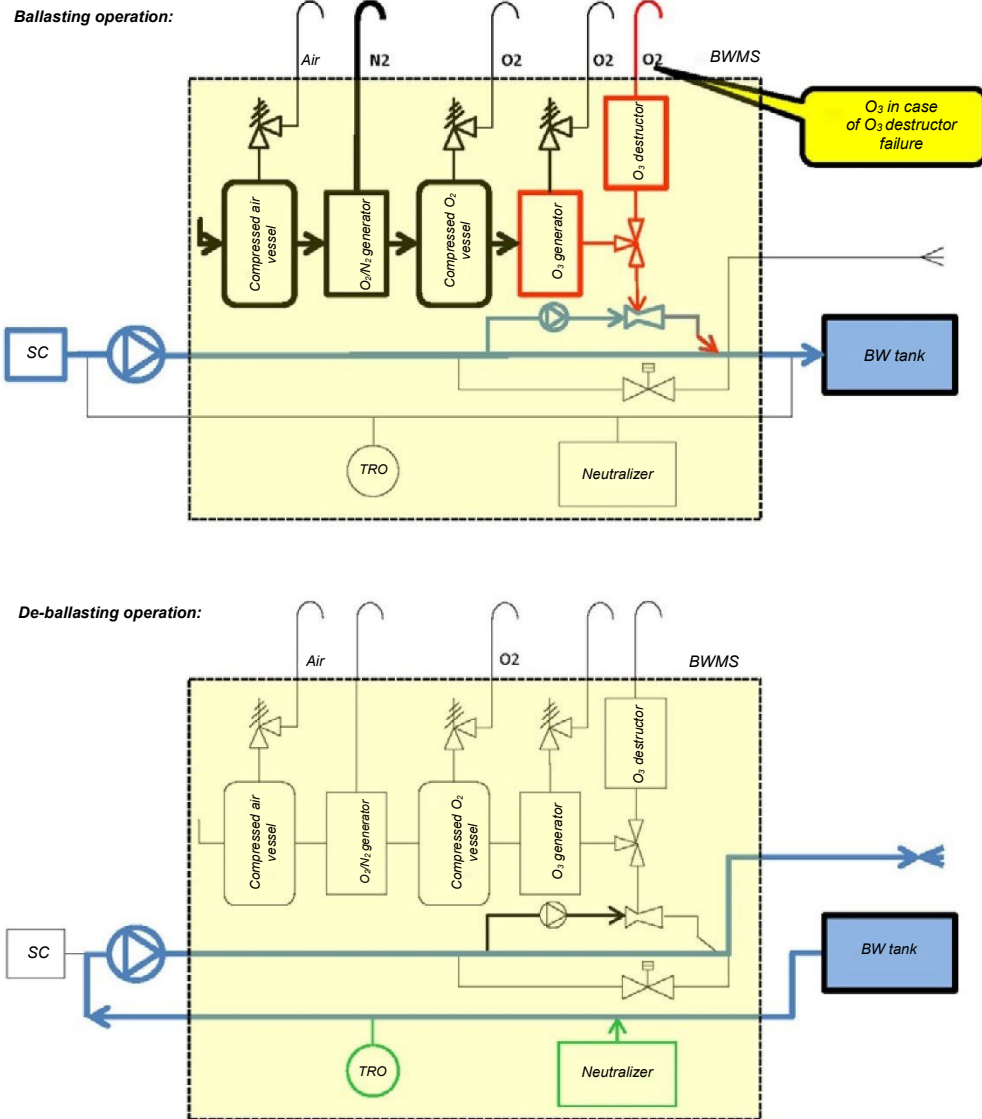 Ballasting operation:
Air
N2
O2
O2
O2
BWMS
O₃ in case
of O₃ destructor
failure
Compressed air
vessel
O₂/N₂ generator
Compressed O₂
vessel
O₃ generator
O₃ destructor
SC
BW tank
TRO
Neutralizer
De-ballasting operation:
Air
O2
BWMS
Compressed air
vessel
O₂/N₂ generator
Compressed O₂
vessel
O₃ generator
O₃ destructor
SC
BW tank
TRO
Neutralizer